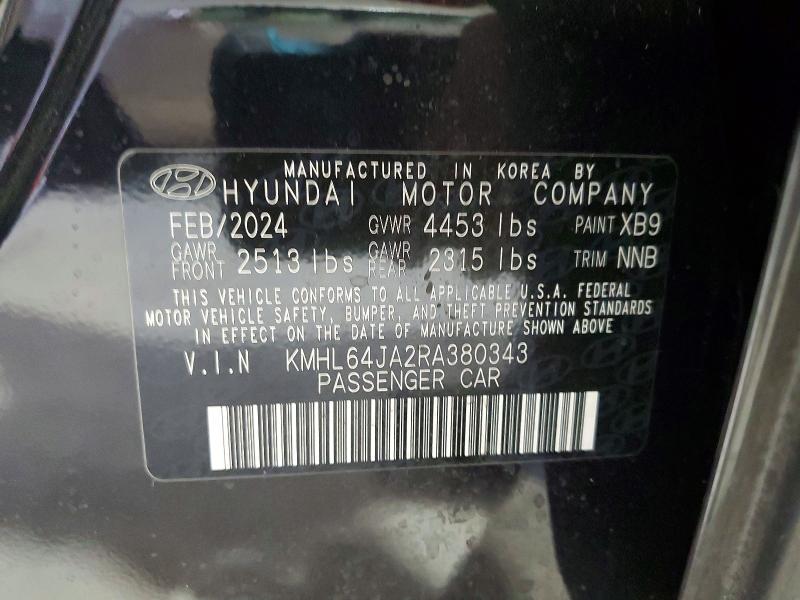 MANUFACTURED IN KOREA BY
HYUNDAI MOTOR COMPANY
FEB/2024 GVWR 4453 lbs PAINT XB9
GAWR FRONT 2513 lbs GAWR REAR 2315 lbs TRIM NNB
THIS VEHICLE CONFORMS TO ALL APPLICABLE U.S.A. FEDERAL
MOTOR VEHICLE SAFETY, BUMPER, AND THEFT PREVENTION STANDARDS
IN EFFECT ON THE DATE OF MANUFACTURE SHOWN ABOVE
V.I.N KMHL64JA2RA380343
PASSENGER CAR